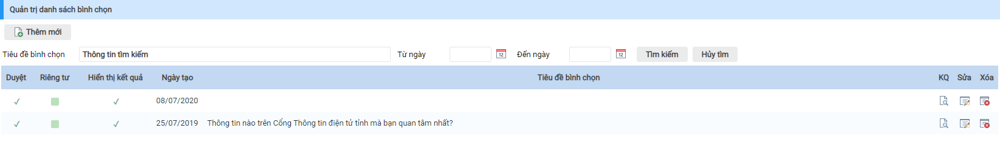 Quản trị danh sách bình chọn
Thêm mới
Tiêu đề bình chọn Thông tin tìm kiếm Từ ngày 12 Đến ngày 12 Tìm kiếm Hủy tìm
Duyệt Riêng tư Hiển thị kết quả Ngày tạo Tiêu đề bình chọn KQ Sửa Xóa
08/07/2020
25/07/2019 Thông tin nào trên Cổng Thông tin điện tử tỉnh mà bạn quan tâm nhất?